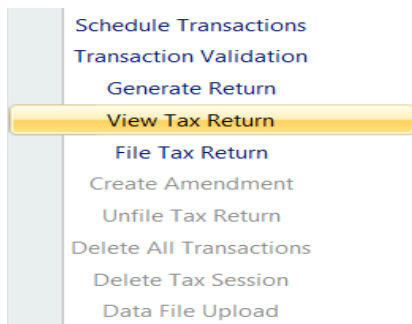 Schedule Transactions
Transaction Validation
Generate Return
View Tax Return
File Tax Return
Create Amendment
Unfile Tax Return
Delete All Transactions
Delete Tax Session
Data File Upload